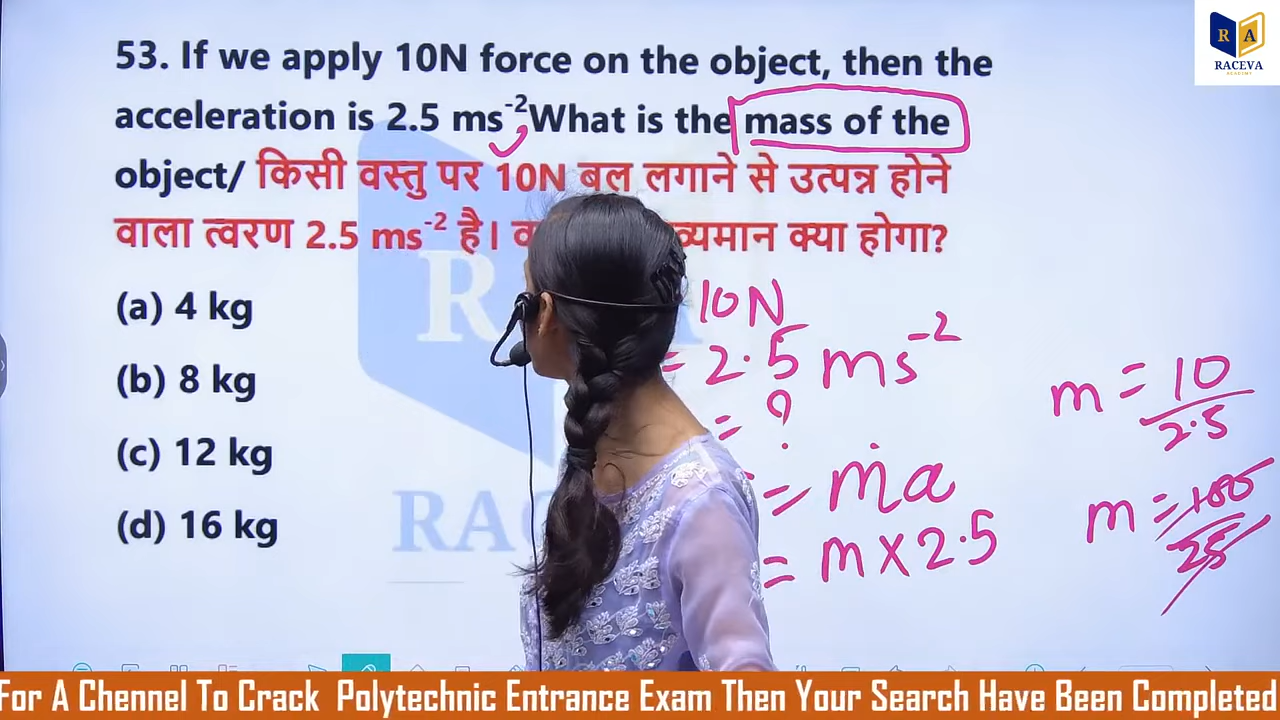 53. If we apply 10N force on the object, then the
acceleration is 2.5 ms⁻² What is the mass of the
object/ किसी वस्तु पर 10N बल लगाने से उत्पन्न होने
वाला त्वरण 2.5 ms⁻² है। क्या होगा?
(a) 4 kg
(b) 8 kg
(c) 12 kg
(d) 16 kg
10N
= 2.5 ms⁻²
= ?
= ma
= m × 2.5
m = 10/2.5
m = 100/25
R A
RACEVA
ACADEMY
For A Chennel To Crack Polytechnic Entrance Exam Then Your Search Have Been Completed